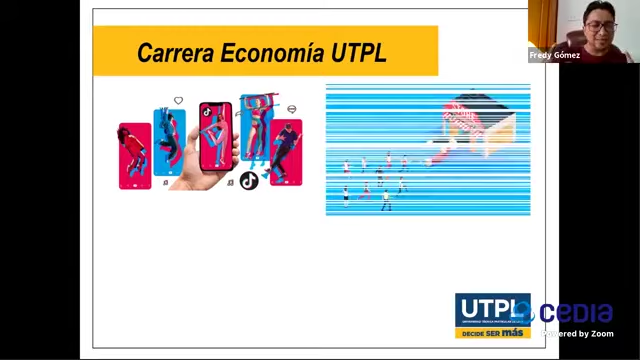 Carrera Economía UTPL
Fredy Gómez
UTPL
DECIDE SER más
CEDIA
Powered by Zoom